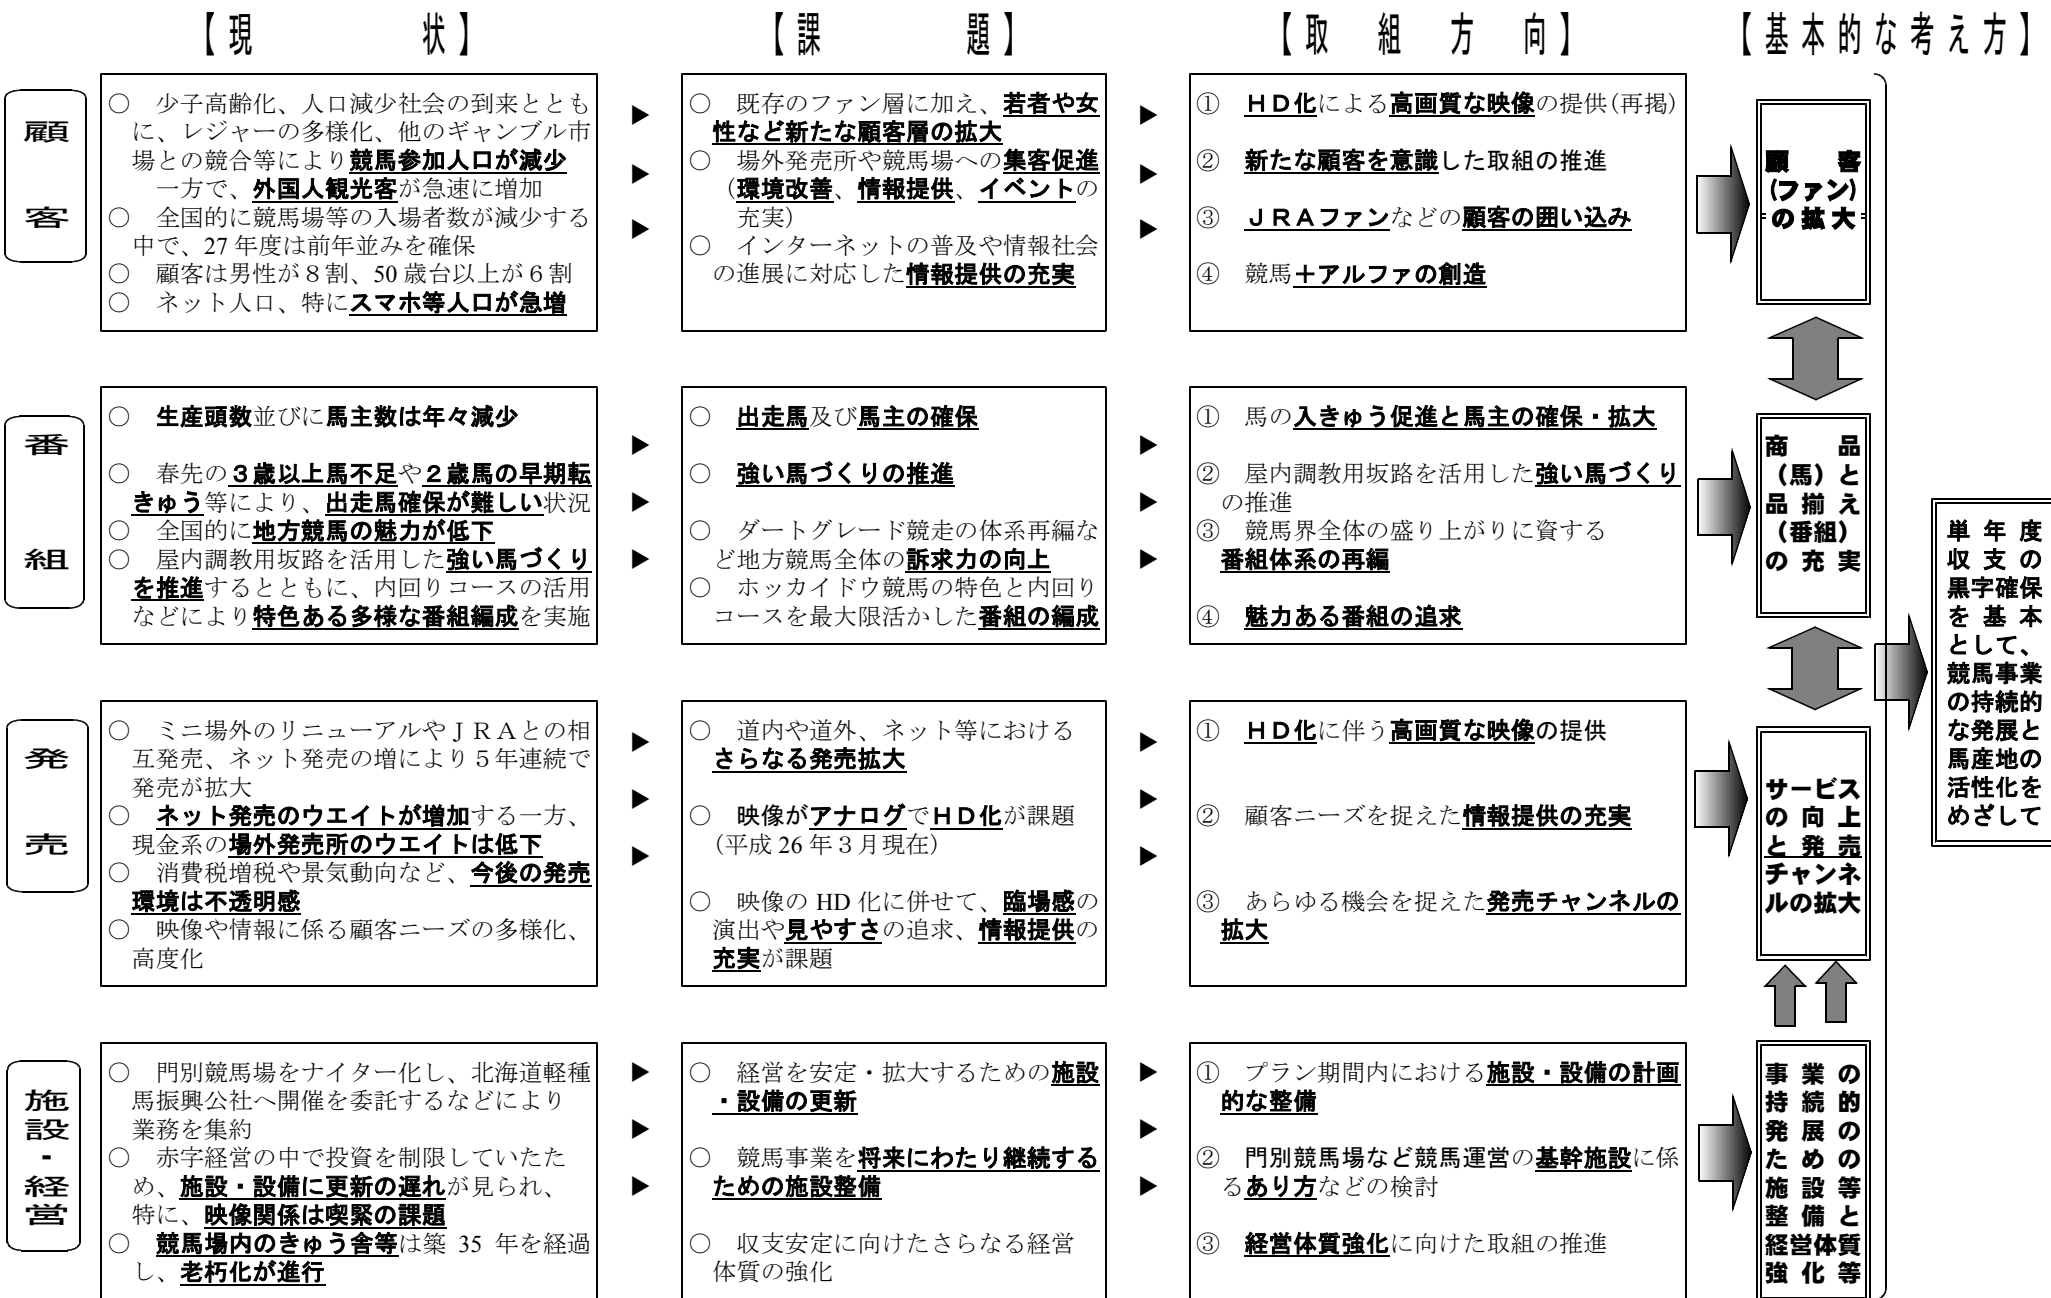 【現　　　状】
【課　　　題】
【取　組　方　向】
【基本的な考え方】
顧
客
○　少子高齢化、人口減少社会の到来ととも
に、レジャーの多様化、他のギャンブル市
場との競合等により競馬参加人口が減少
一方で、外国人観光客が急速に増加
○　全国的に競馬場等の入場者数が減少する
中で、27 年度は前年並みを確保
○　顧客は男性が８割、50 歳台以上が６割
○　ネット人口、特にスマホ等人口が急増
▶
▶
▶
○　既存のファン層に加え、若者や女
性など新たな顧客層の拡大
○　場外発売所や競馬場への集客促進
（環境改善、情報提供、イベントの
充実）
○　インターネットの普及や情報社会
の進展に対応した情報提供の充実
▶
▶
▶
①　ＨＤ化による高画質な映像の提供(再掲)
②　新たな顧客を意識した取組の推進
③　ＪＲＡファンなどの顧客の囲い込み
④　競馬＋アルファの創造
顧　　客
(ファン)
の 拡 大
番
組
○　生産頭数並びに馬主数は年々減少
○　春先の３歳以上馬不足や２歳馬の早期転
きゅう等により、出走馬確保が難しい状況
○　全国的に地方競馬の魅力が低下
○　屋内調教用坂路を活用した強い馬づくり
を推進するとともに、内回りコースの活用
などにより特色ある多様な番組編成を実施
▶
▶
▶
○　出走馬及び馬主の確保
○　強い馬づくりの推進
○　ダートグレード競走の体系再編な
ど地方競馬全体の訴求力の向上
○　ホッカイドウ競馬の特色と内回り
コースを最大限活かした番組の編成
▶
▶
▶
①　馬の入きゅう促進と馬主の確保・拡大
②　屋内調教用坂路を活用した強い馬づくり
の推進
③　競馬界全体の盛り上がりに資する
番組体系の再編
④　魅力ある番組の追求
商　　品
（馬）と
品 揃 え
（番組）
の 充 実
発
売
○　ミニ場外のリニューアルやＪＲＡとの相
互発売、ネット発売の増により５年連続で
発売が拡大
○　ネット発売のウエイトが増加する一方、
現金系の場外発売所のウエイトは低下
○　消費税増税や景気動向など、今後の発売
環境は不透明感
○　映像や情報に係る顧客ニーズの多様化、
高度化
▶
▶
▶
○　道内や道外、ネット等における
さらなる発売拡大
○　映像がアナログでＨＤ化が課題
（平成 26 年３月現在）
○　映像の HD 化に併せて、臨場感の
演出や見やすさの追求、情報提供の
充実が課題
▶
▶
▶
①　ＨＤ化に伴う高画質な映像の提供
②　顧客ニーズを捉えた情報提供の充実
③　あらゆる機会を捉えた発売チャンネルの
拡大
サービス
の 向 上
と 発 売
チャンネ
ルの拡大
施
設
・
経
営
○　門別競馬場をナイター化し、北海道軽種
馬振興公社へ開催を委託するなどにより
業務を集約
○　赤字経営の中で投資を制限していたた
め、施設・設備に更新の遅れが見られ、
特に、映像関係は喫緊の課題
○　競馬場内のきゅう舎等は築 35 年を経過
し、老朽化が進行
▶
▶
▶
○　経営を安定・拡大するための施設
・設備の更新
○　競馬事業を将来にわたり継続する
ための施設整備
○　収支安定に向けたさらなる経営
体質の強化
▶
▶
▶
①　プラン期間内における施設・設備の計画
的な整備
②　門別競馬場など競馬運営の基幹施設に係
るあり方などの検討
③　経営体質強化に向けた取組の推進
事 業 の
持 続 的
発 展 の
た め の
施 設 等
整 備 と
経営体質
強 化 等
単 年 度
収 支 の
黒字確保
を 基 本
として、
競馬事業
の持続的
な発展と
馬産地の
活性化を
めざして